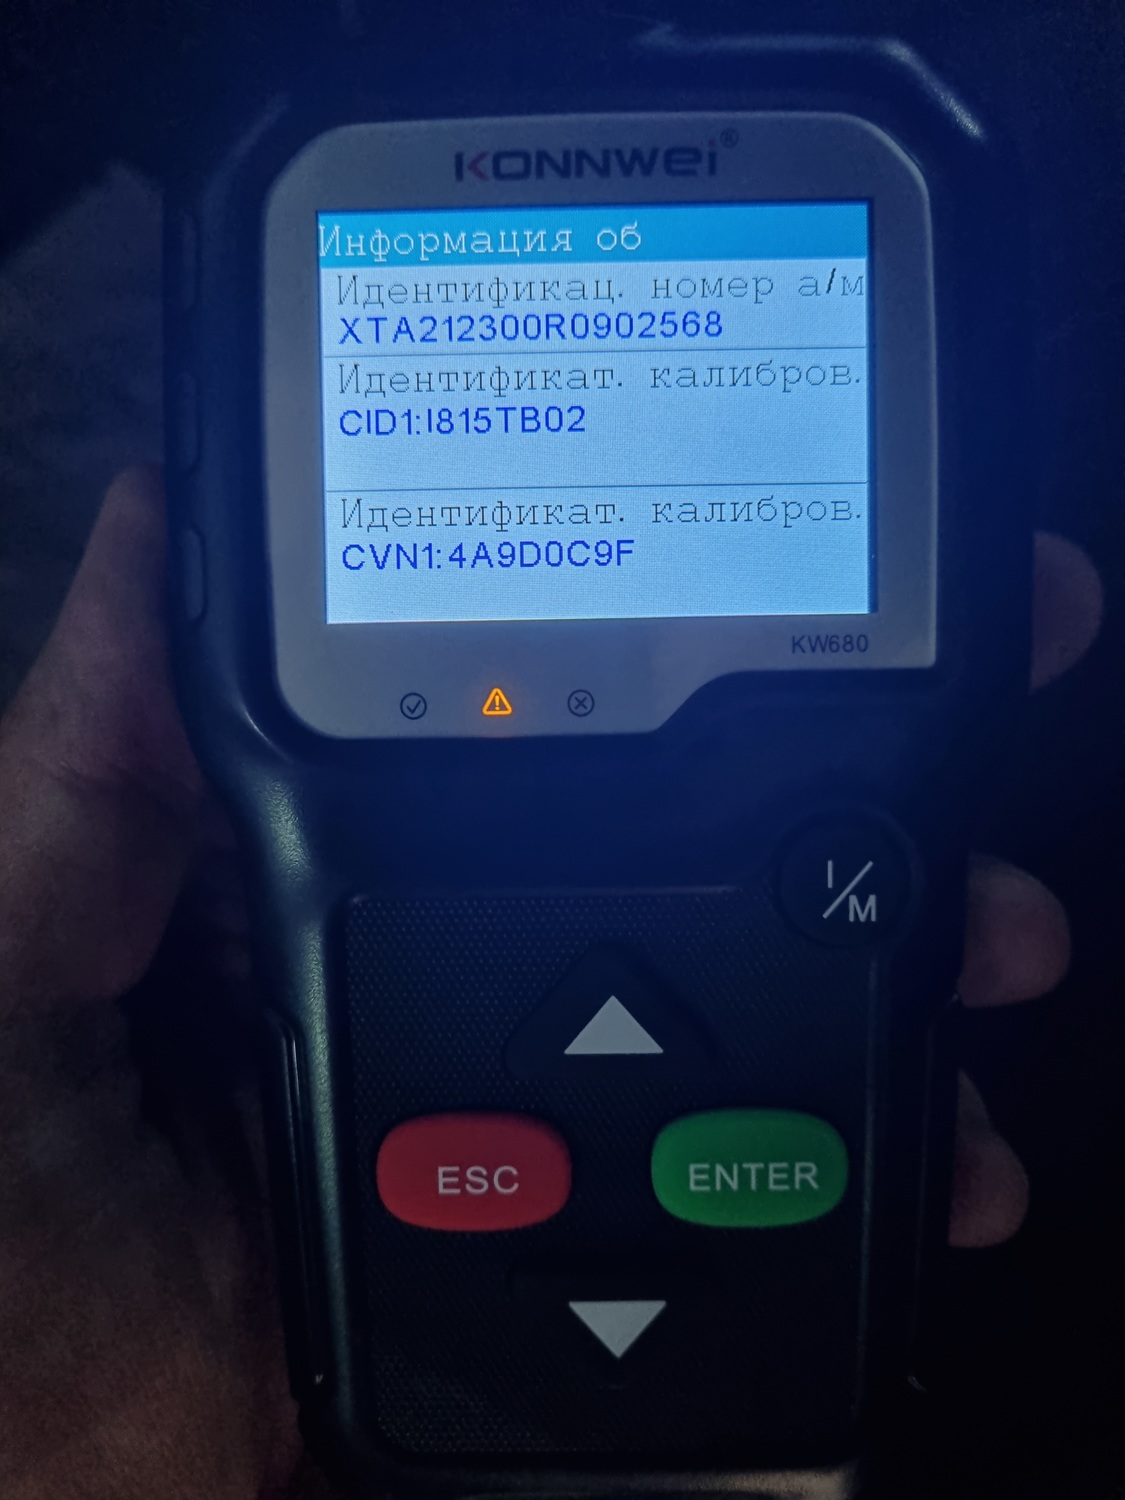 KONNWEI®
Информация об
Идентификац. номер а/м
XTA212300R0902568
Идентификат. калибров.
CID1:I815TB02
Идентификат. калибров.
CVN1:4A9D0C9F
KW680
I/M
ESC
ENTER